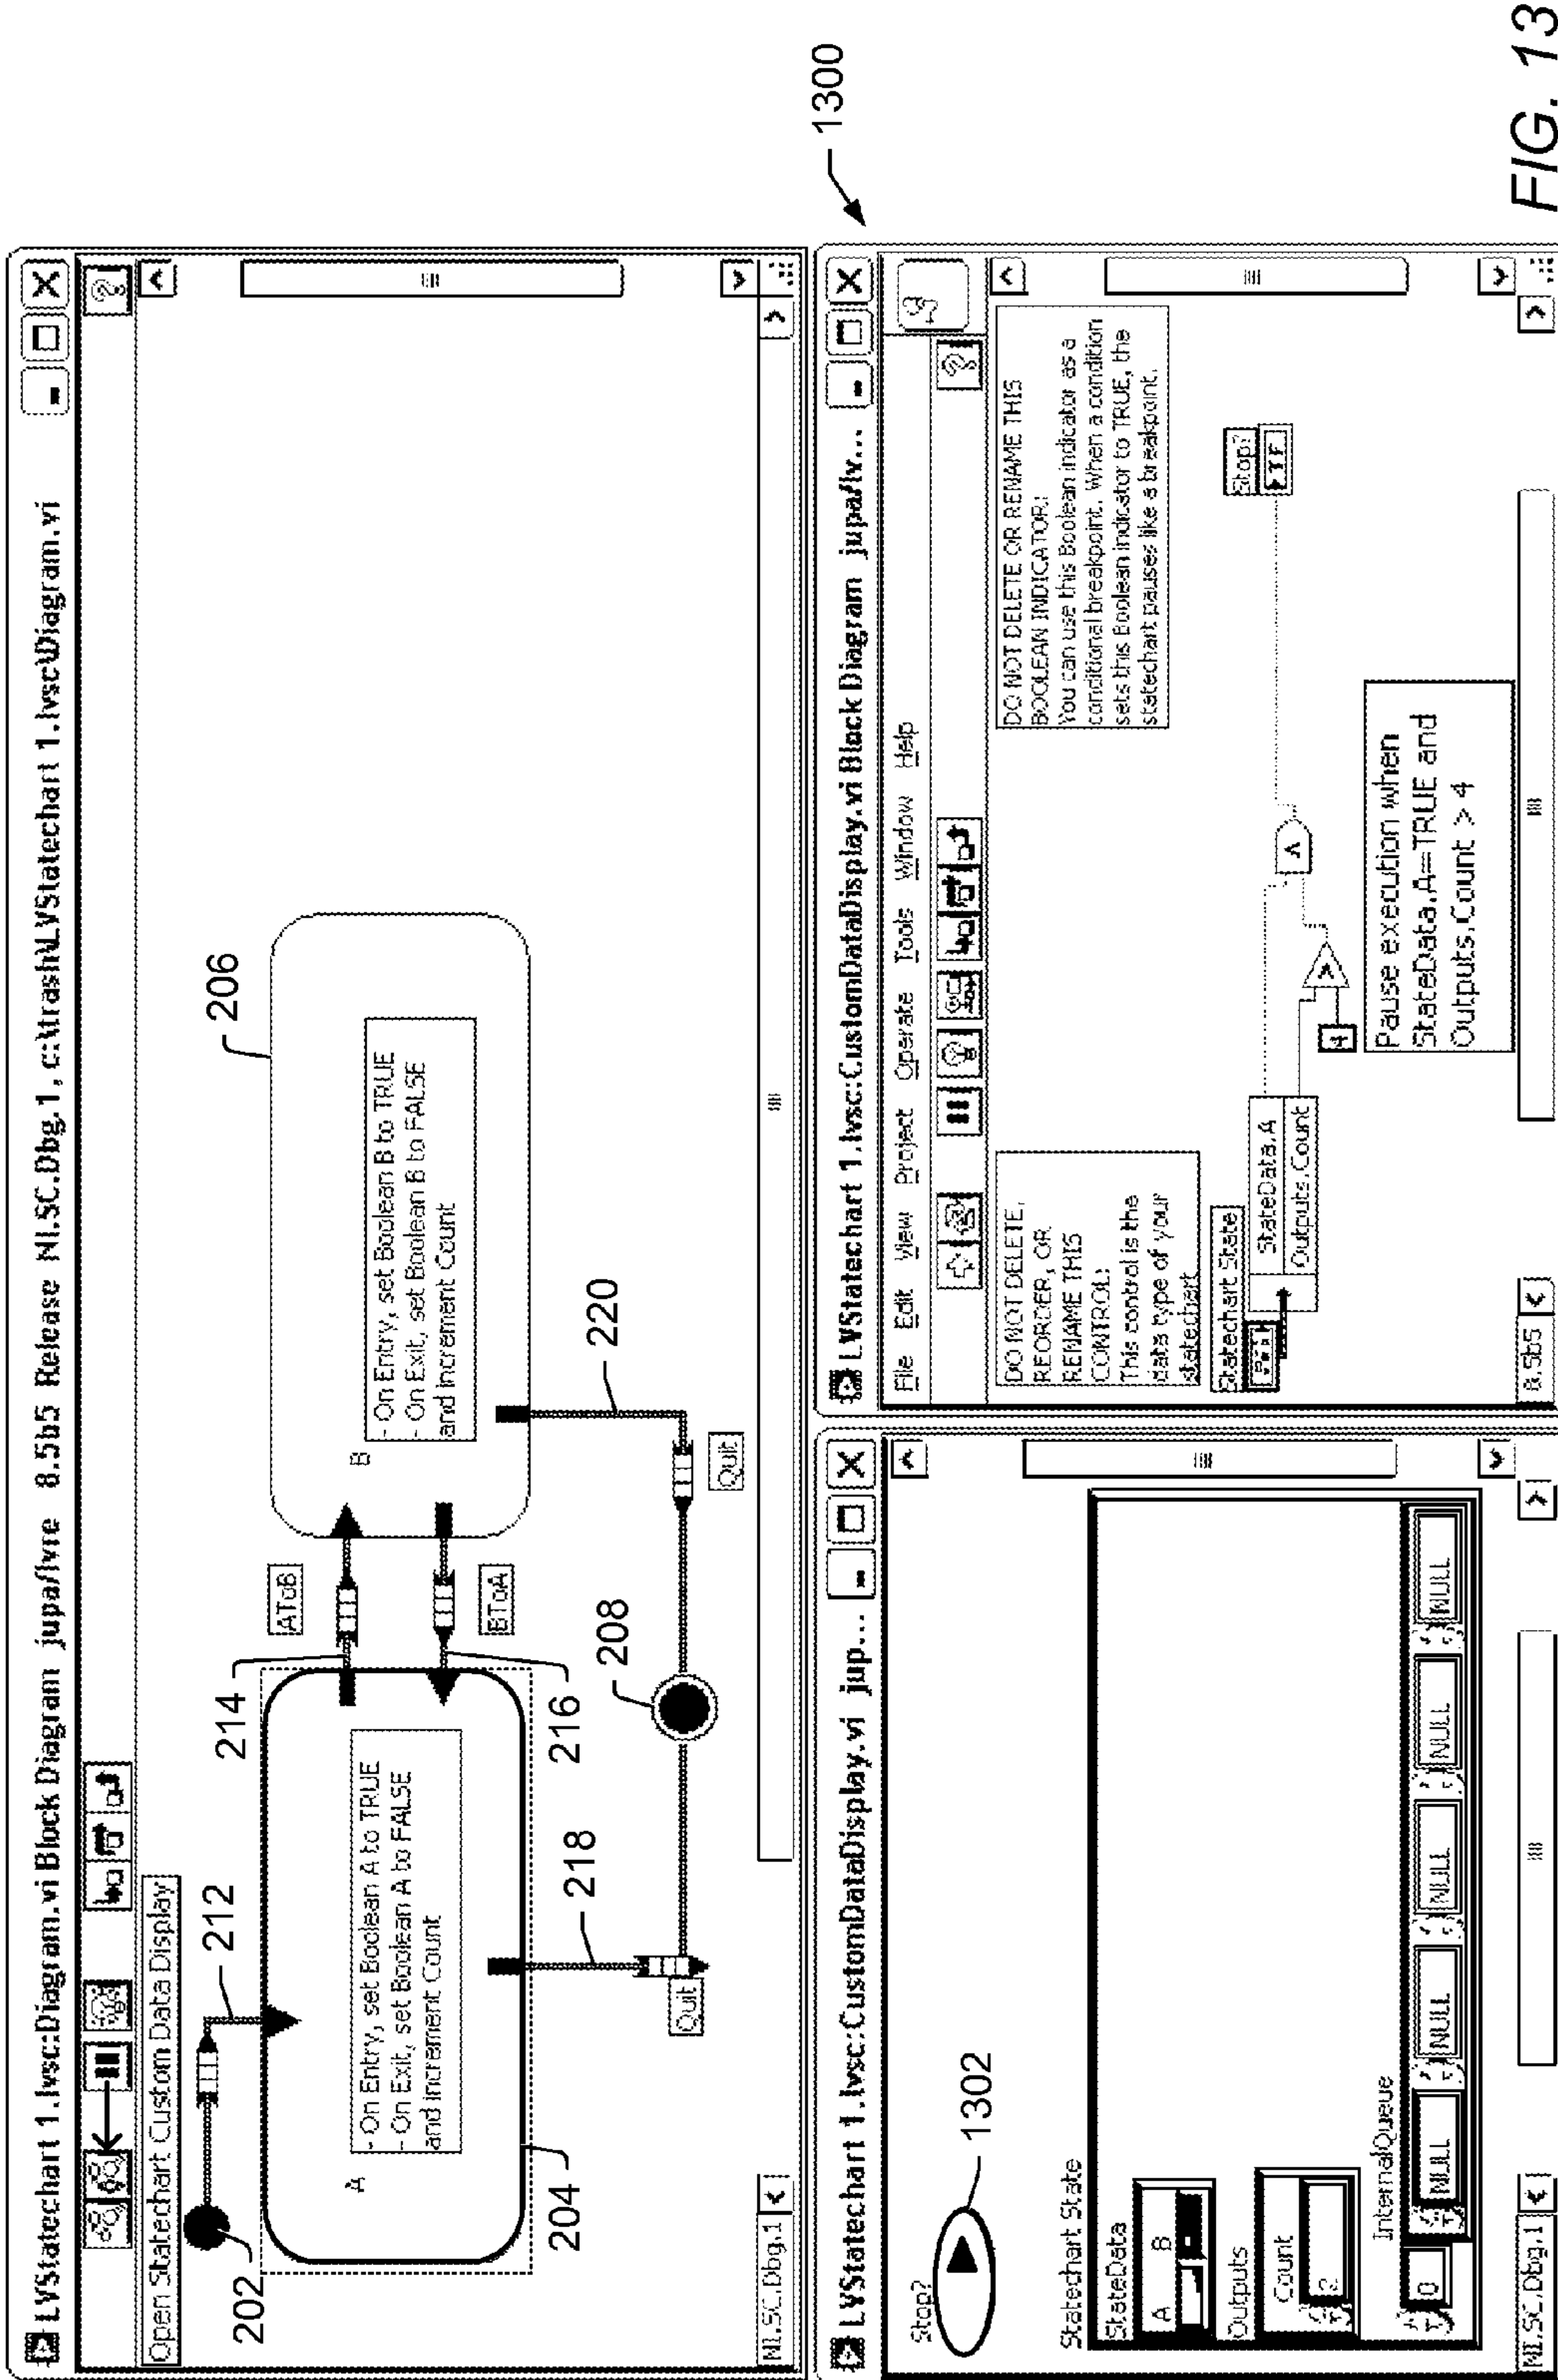 LVStatechart 1.lvsc:Diagram.vi Block Diagram jupa/lvre 8.5b5 Release NI.SC.Dbg.1, c:\trash\LVStatechart 1.lvsc\Diagram.vi
Open Statechart Custom Data Display
202
212
204
A
- On Entry, set Boolean A to TRUE
- On Exit, set Boolean A to FALSE
and increment Count
214
AToB
216
BToA
206
B
- On Entry, set Boolean B to TRUE
- On Exit, set Boolean B to FALSE
and increment Count
218
Quit
208
220
Quit
NI.SC.Dbg.1
1300
LVStatechart 1.lvsc:CustomDataDisplay.vi jup...
Stop?
1302
Statechart State
StateData
A B
Outputs
Count
2
InternalQueue
0
NULL NULL NULL NULL NULL
NI.SC.Dbg.1
LVStatechart 1.lvsc:CustomDataDisplay.vi Block Diagram jupa/lv...
File Edit View Project Operate Tools Window Help
DO NOT DELETE,
REORDER, OR
RENAME THIS
CONTROL!
This control is the
data type of your
statechart
DO NOT DELETE OR RENAME THIS
BOOLEAN INDICATOR!
You can use this Boolean indicator as a
conditional breakpoint. When a condition
sets this Boolean indicator to TRUE, the
statechart pauses like a breakpoint.
Statechart State
StateData.A
Outputs.Count
4
>
Stop?
TF
Pause execution when
StateData.A=TRUE and
Outputs.Count > 4
8.5b5
FIG. 13